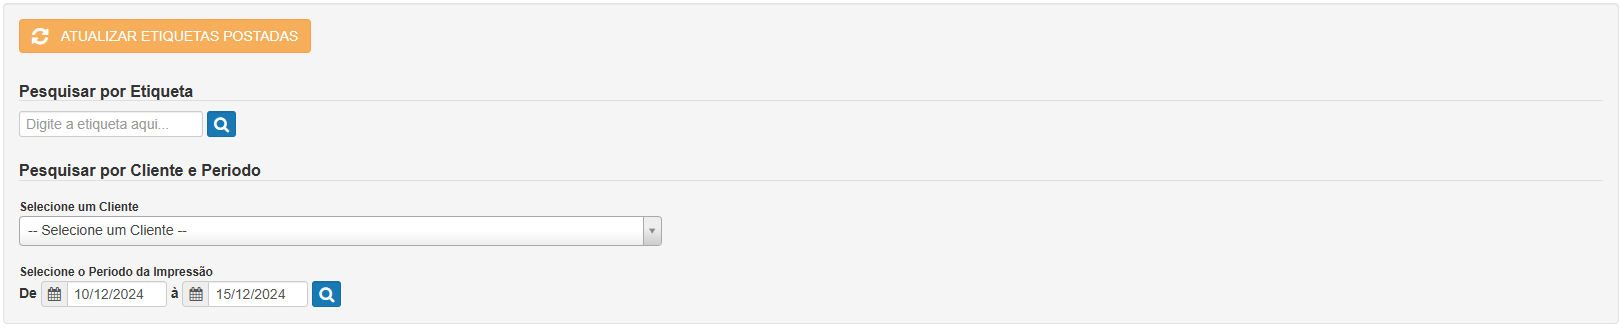 ATUALIZAR ETIQUETAS POSTADAS
Pesquisar por Etiqueta
Digite a etiqueta aqui...
Pesquisar por Cliente e Periodo
Selecione um Cliente
-- Selecione um Cliente --
Selecione o Periodo da Impressão
De 10/12/2024 à 15/12/2024